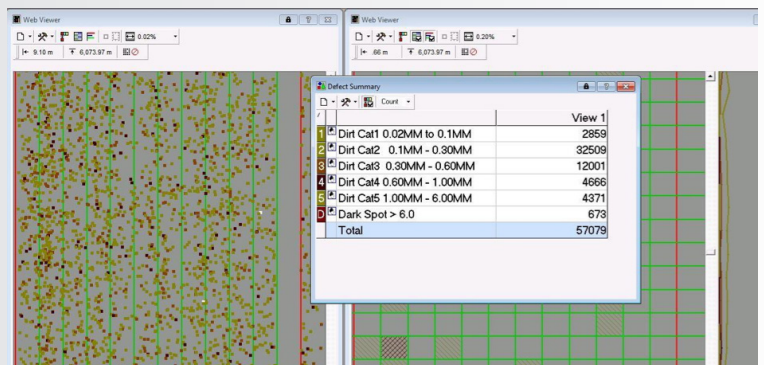 Web Viewer
0.02%
9.10 m 6,073.97 m
Web Viewer
0.20%
.66 m 6,073.97 m
Defect Summary
Count
View 1
1 Dirt Cat1 0.02MM to 0.1MM 2859
2 Dirt Cat2 0.1MM - 0.30MM 32509
3 Dirt Cat3 0.30MM - 0.60MM 12001
4 Dirt Cat4 0.60MM - 1.00MM 4666
5 Dirt Cat5 1.00MM - 6.00MM 4371
D Dark Spot > 6.0 673
Total 57079